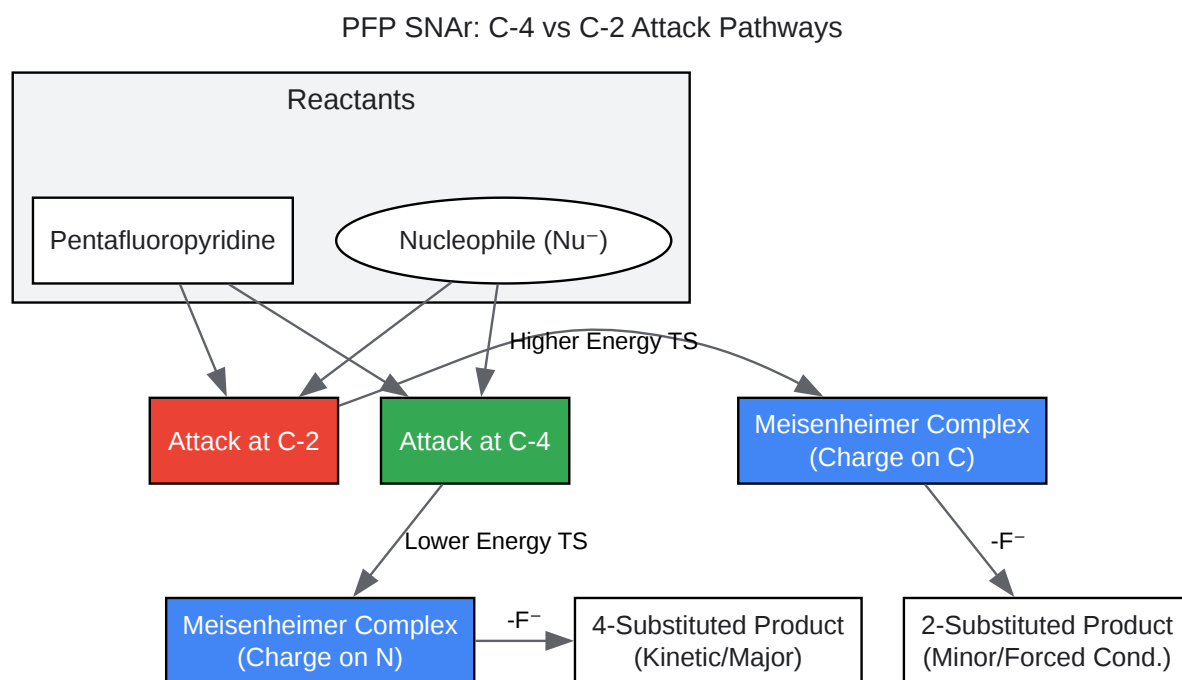 PFP SNAr: C-4 vs C-2 Attack Pathways
Reactants
Pentafluoropyridine
Nucleophile (Nu⁻)
Higher Energy TS
Attack at C-2
Attack at C-4
Meisenheimer Complex
(Charge on C)
Lower Energy TS
-F⁻
Meisenheimer Complex
(Charge on N)
-F⁻
4-Substituted Product
(Kinetic/Major)
2-Substituted Product
(Minor/Forced Cond.)